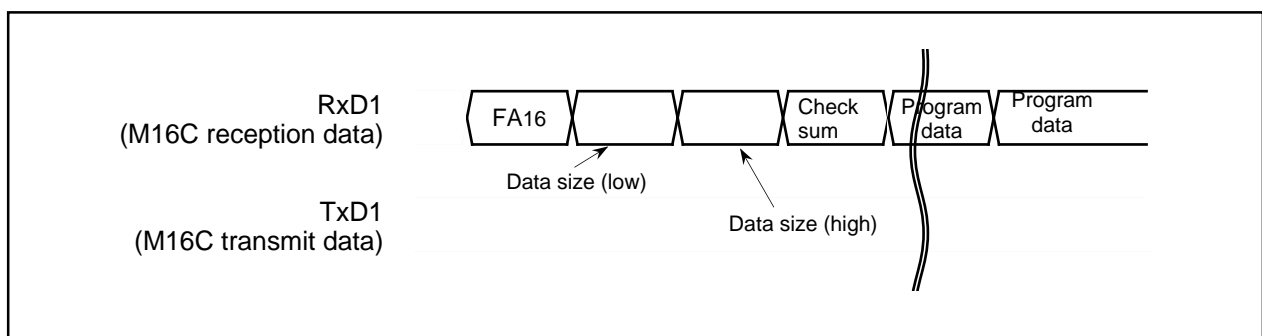 RxD1
(M16C reception data)
FA16
Check
sum
Program
data
Program
data
Data size (low)
Data size (high)
TxD1
(M16C transmit data)